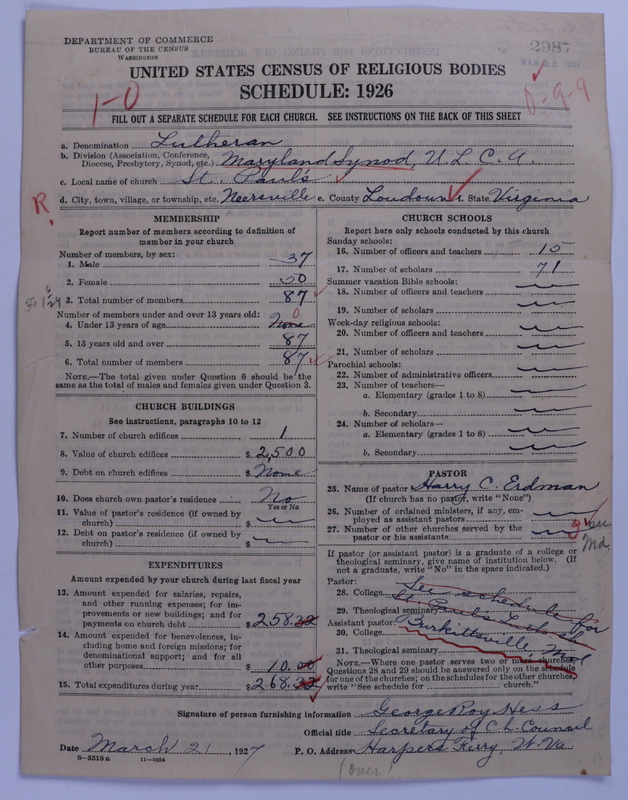 DEPARTMENT OF COMMERCE
BUREAU OF THE CENSUS
WASHINGTON
2987
UNITED STATES CENSUS OF RELIGIOUS BODIES
SCHEDULE: 1926
1-0
0-9-9
FILL OUT A SEPARATE SCHEDULE FOR EACH CHURCH. SEE INSTRUCTIONS ON THE BACK OF THIS SHEET
a. Denomination Lutheran
b. Division (Association, Conference, Diocese, Presbytery, Synod, etc.) Maryland Synod, U. L. C. A.
c. Local name of church St. Paul's
R.
d. City, town, village, or township, etc. Neersville e. County Loudoun f. State Virginia
MEMBERSHIP
Report number of members according to definition of
member in your church
Number of members, by sex:
1. Male 37
2. Female 50
3. Total number of members 87
Number of members under and over 13 years old:
4. Under 13 years of age None 0
5. 13 years old and over 87
6. Total number of members 87
NOTE.—The total given under Question 6 should be the
same as the total of males and females given under Question 3.
CHURCH BUILDINGS
See instructions, paragraphs 10 to 12
7. Number of church edifices 1
8. Value of church edifices $ 2,500
9. Debt on church edifices $ None
10. Does church own pastor's residence No
Yes or No
11. Value of pastor's residence (if owned by
church) $
12. Debt on pastor's residence (if owned by
church) $
EXPENDITURES
Amount expended by your church during last fiscal year
13. Amount expended for salaries, repairs,
and other running expenses; for im-
provements or new buildings; and for
payments on church debt $ 258.32
14. Amount expended for benevolences, in-
cluding home and foreign missions; for
denominational support; and for all
other purposes $ 10.00
15. Total expenditures during year $ 268.32
CHURCH SCHOOLS
Report here only schools conducted by this church
Sunday schools:
16. Number of officers and teachers 15
17. Number of scholars 71
Summer vacation Bible schools:
18. Number of officers and teachers
19. Number of scholars
Week-day religious schools:
20. Number of officers and teachers
21. Number of scholars
Parochial schools:
22. Number of administrative officers
23. Number of teachers—
a. Elementary (grades 1 to 8)
b. Secondary
24. Number of scholars—
a. Elementary (grades 1 to 8)
b. Secondary
PASTOR
25. Name of pastor Harry C. Erdman
(If church has no pastor, write "None")
26. Number of ordained ministers, if any, em-
ployed as assistant pastors
27. Number of other churches served by the
pastor or his assistants 3
Md.
If pastor (or assistant pastor) is a graduate of a college or
theological seminary, give name of institution below. (If
not a graduate, write "No" in the space indicated.)
Pastor:
28. College See schedule for
29. Theological seminary St. Paul's Luth.
Assistant pastor: Burkittsville Md
30. College
31. Theological seminary
NOTE.—Where one pastor serves two or more churches,
Questions 28 and 29 should be answered only on the schedule
for one of the churches; on the schedules for the other churches,
write "See schedule for church."
Signature of person furnishing information George Roy Hess
Official title Secretary of Ch. Council
Date March 21, 1927 P. O. Address Harpers Ferry, W. Va
8-5318a 11-9084
(over)